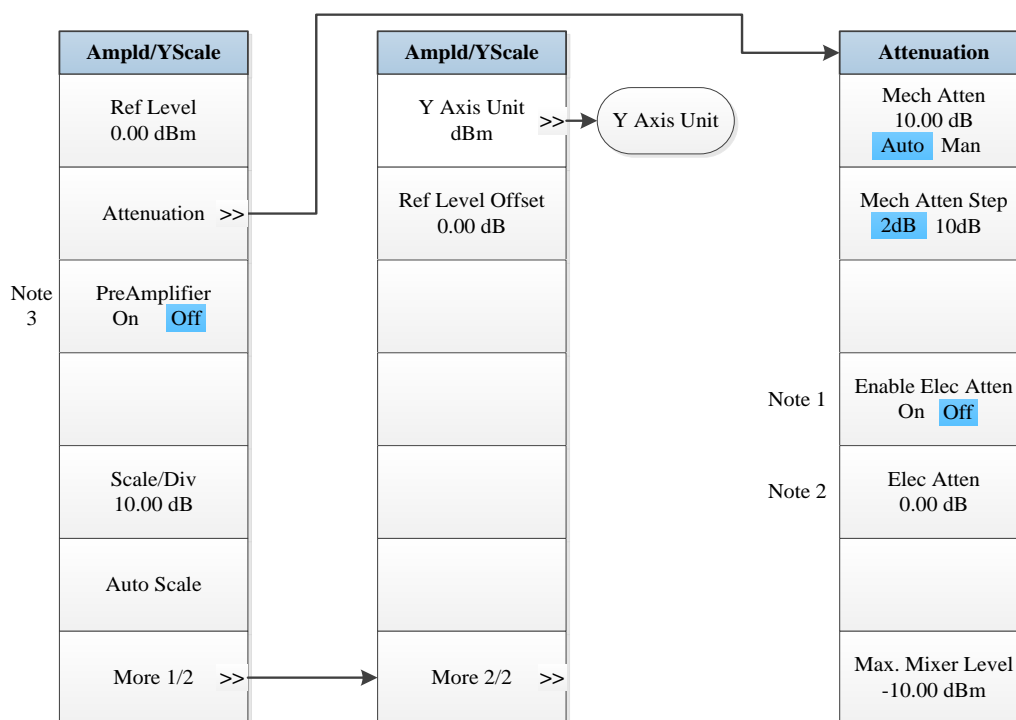 Ampld/YScale
Ref Level
0.00 dBm
Attenuation >>
Note
3
PreAmplifier
On Off
Scale/Div
10.00 dB
Auto Scale
More 1/2 >>
Ampld/YScale
Y Axis Unit
dBm >>
Y Axis Unit
Ref Level Offset
0.00 dB
More 2/2 >>
Attenuation
Mech Atten
10.00 dB
Auto Man
Mech Atten Step
2dB 10dB
Note 1
Enable Elec Atten
On Off
Note 2
Elec Atten
0.00 dB
Max. Mixer Level
-10.00 dBm